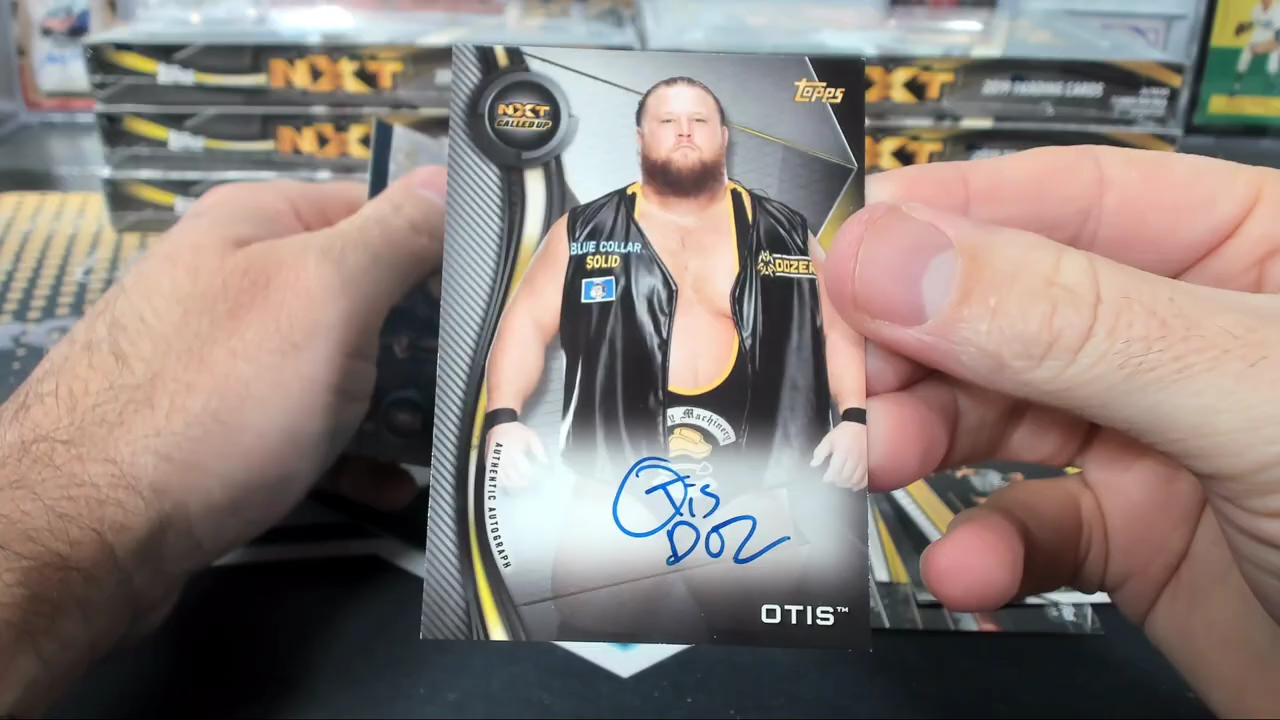 NXT
NXT
NXT
NXT
2019 TRADING CARDS
NXT
CALLED UP
Topps
BLUE COLLAR
SOLID
DOZER
Machinery
AUTHENTIC AUTOGRAPH
Otis
DOZ
OTIS™